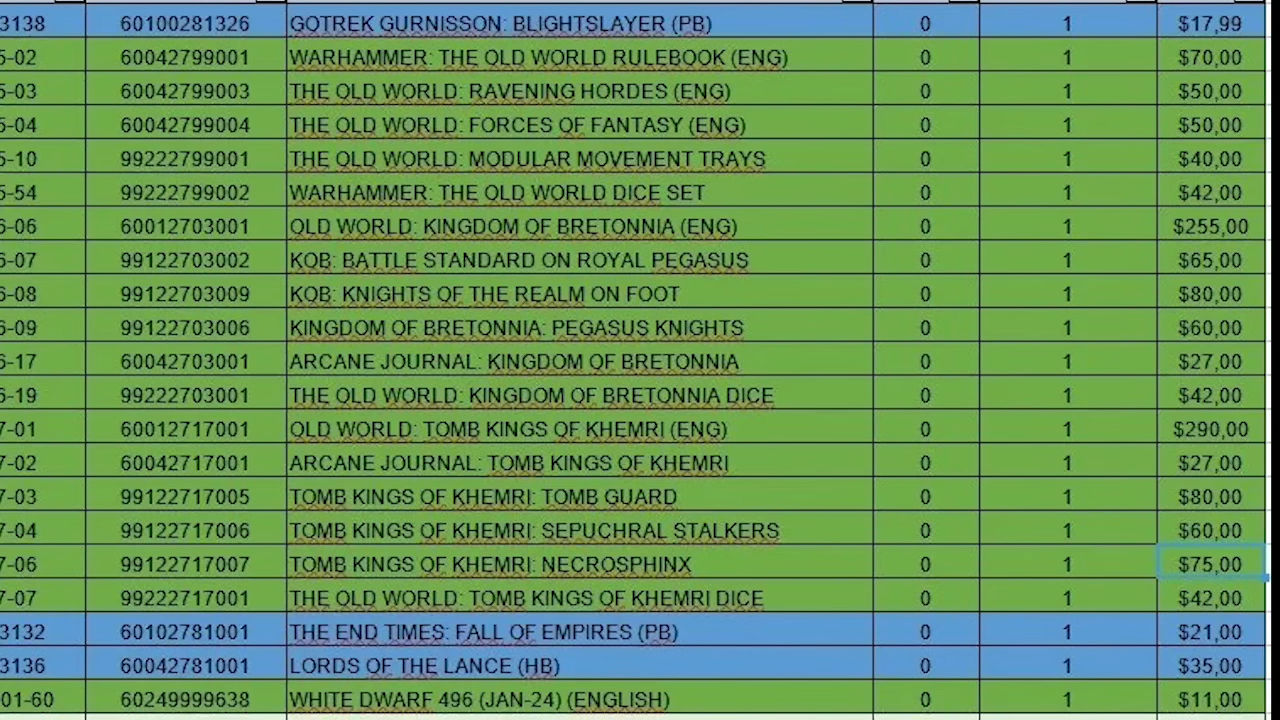 3138 60100281326 GOTREK GURNISSON: BLIGHTSLAYER (PB) 0 1 $17,99
5-02 60042799001 WARHAMMER: THE OLD WORLD RULEBOOK (ENG) 0 1 $70,00
5-03 60042799003 THE OLD WORLD: RAVENING HORDES (ENG) 0 1 $50,00
5-04 60042799004 THE OLD WORLD: FORCES OF FANTASY (ENG) 0 1 $50,00
5-10 99222799001 THE OLD WORLD: MODULAR MOVEMENT TRAYS 0 1 $40,00
5-54 99222799002 WARHAMMER: THE OLD WORLD DICE SET 0 1 $42,00
6-06 60012703001 OLD WORLD: KINGDOM OF BRETONNIA (ENG) 0 1 $255,00
6-07 99122703002 KOB: BATTLE STANDARD ON ROYAL PEGASUS 0 1 $65,00
6-08 99122703009 KOB: KNIGHTS OF THE REALM ON FOOT 0 1 $80,00
6-09 99122703006 KINGDOM OF BRETONNIA: PEGASUS KNIGHTS 0 1 $60,00
6-17 60042703001 ARCANE JOURNAL: KINGDOM OF BRETONNIA 0 1 $27,00
6-19 99222703001 THE OLD WORLD: KINGDOM OF BRETONNIA DICE 0 1 $42,00
7-01 60012717001 OLD WORLD: TOMB KINGS OF KHEMRI (ENG) 0 1 $290,00
7-02 60042717001 ARCANE JOURNAL: TOMB KINGS OF KHEMRI 0 1 $27,00
7-03 99122717005 TOMB KINGS OF KHEMRI: TOMB GUARD 0 1 $80,00
7-04 99122717006 TOMB KINGS OF KHEMRI: SEPUCHRAL STALKERS 0 1 $60,00
7-06 99122717007 TOMB KINGS OF KHEMRI: NECROSPHINX 0 1 $75,00
7-07 99222717001 THE OLD WORLD: TOMB KINGS OF KHEMRI DICE 0 1 $42,00
3132 60102781001 THE END TIMES: FALL OF EMPIRES (PB) 0 1 $21,00
3136 60042781001 LORDS OF THE LANCE (HB) 0 1 $35,00
01-60 60249999638 WHITE DWARF 496 (JAN-24) (ENGLISH) 0 1 $11,00